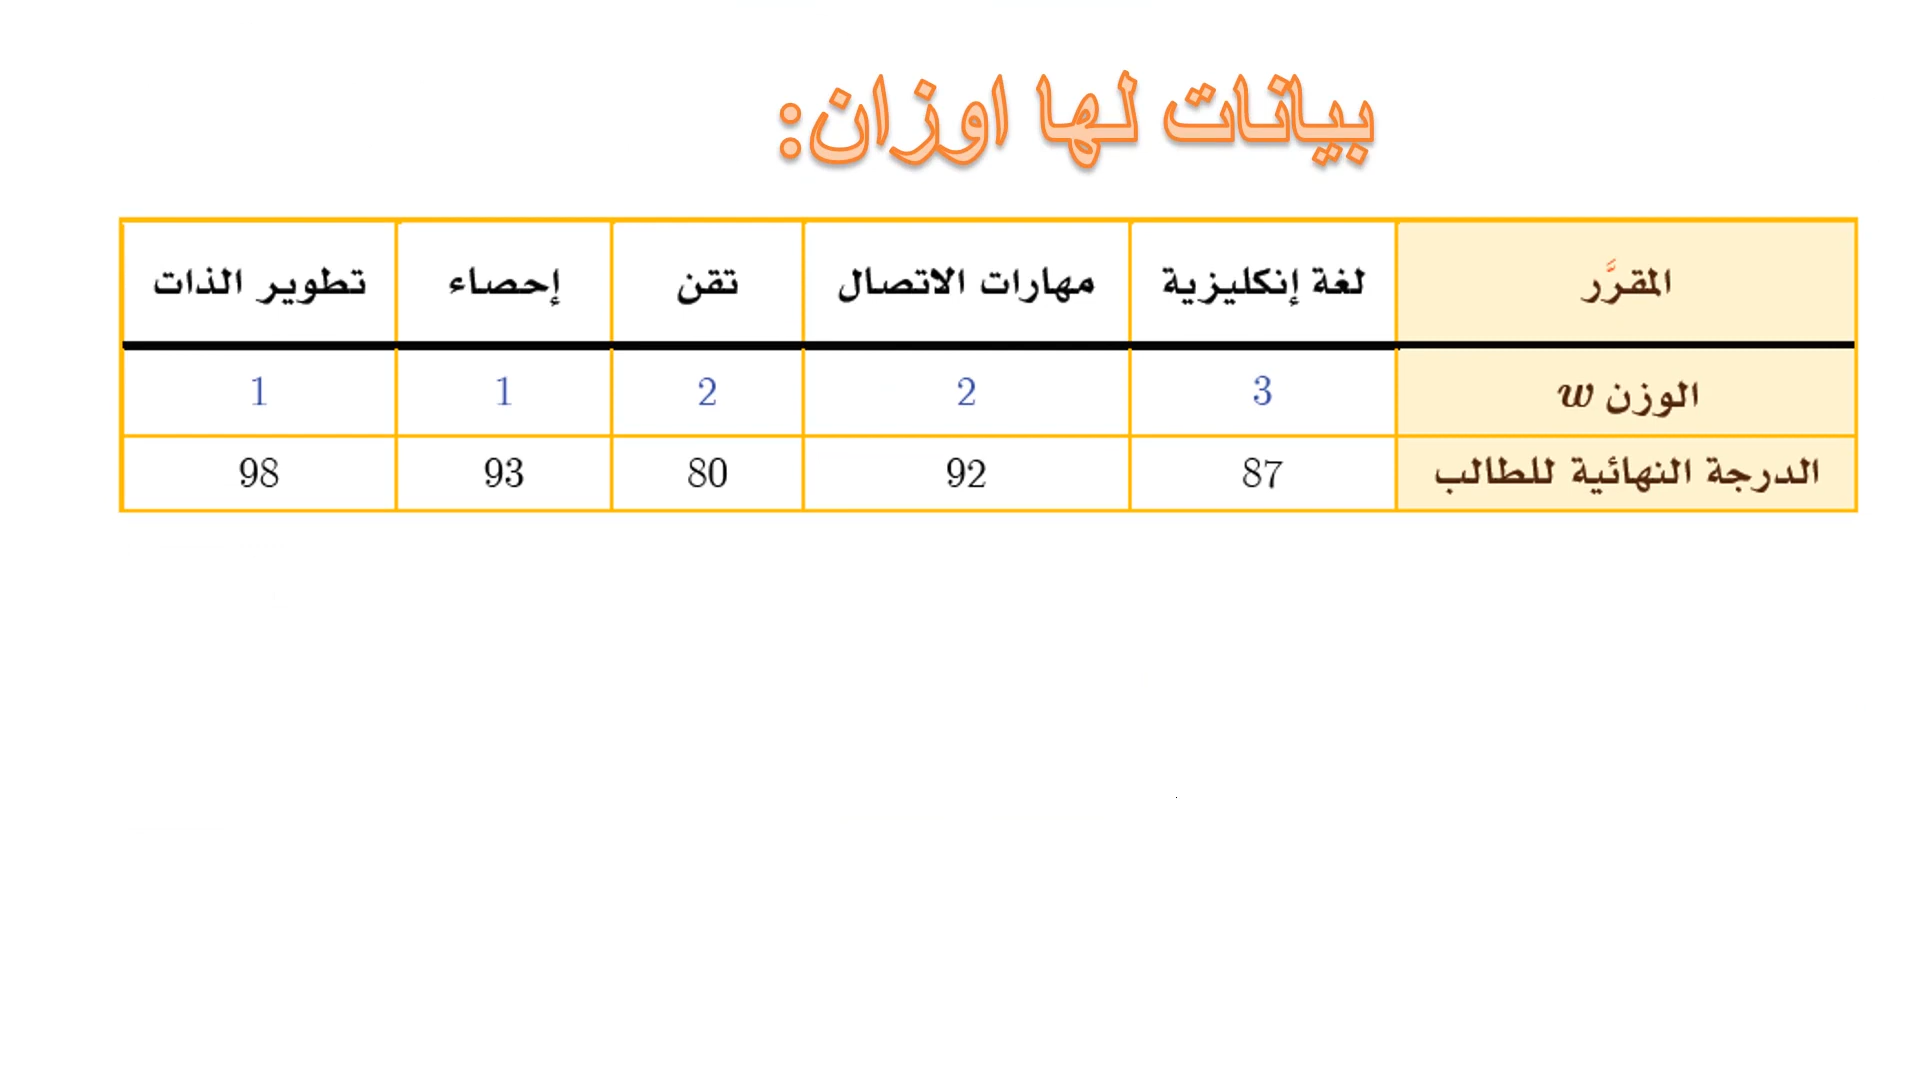 بيانات لها اوزان:
المقرَّر لغة إنكليزية مهارات الاتصال تقن إحصاء تطوير الذات
الوزن w 3 2 2 1 1
الدرجة النهائية للطالب 87 92 80 93 98